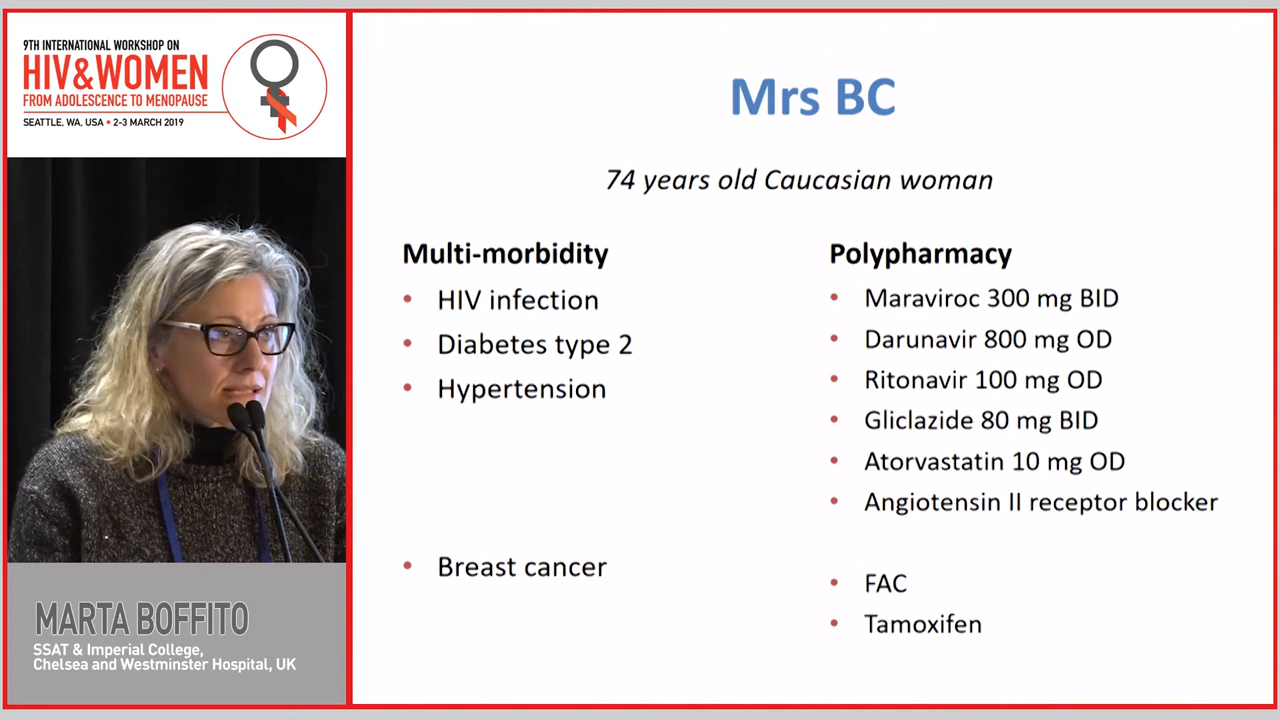 9TH INTERNATIONAL WORKSHOP ON
HIV&WOMEN
FROM ADOLESCENCE TO MENOPAUSE
SEATTLE, WA, USA • 2-3 MARCH 2019
MARTA BOFFITO
SSAT & Imperial College,
Chelsea and Westminster Hospital, UK
Mrs BC
74 years old Caucasian woman
Multi-morbidity
• HIV infection
• Diabetes type 2
• Hypertension
• Breast cancer
Polypharmacy
• Maraviroc 300 mg BID
• Darunavir 800 mg OD
• Ritonavir 100 mg OD
• Gliclazide 80 mg BID
• Atorvastatin 10 mg OD
• Angiotensin II receptor blocker
• FAC
• Tamoxifen